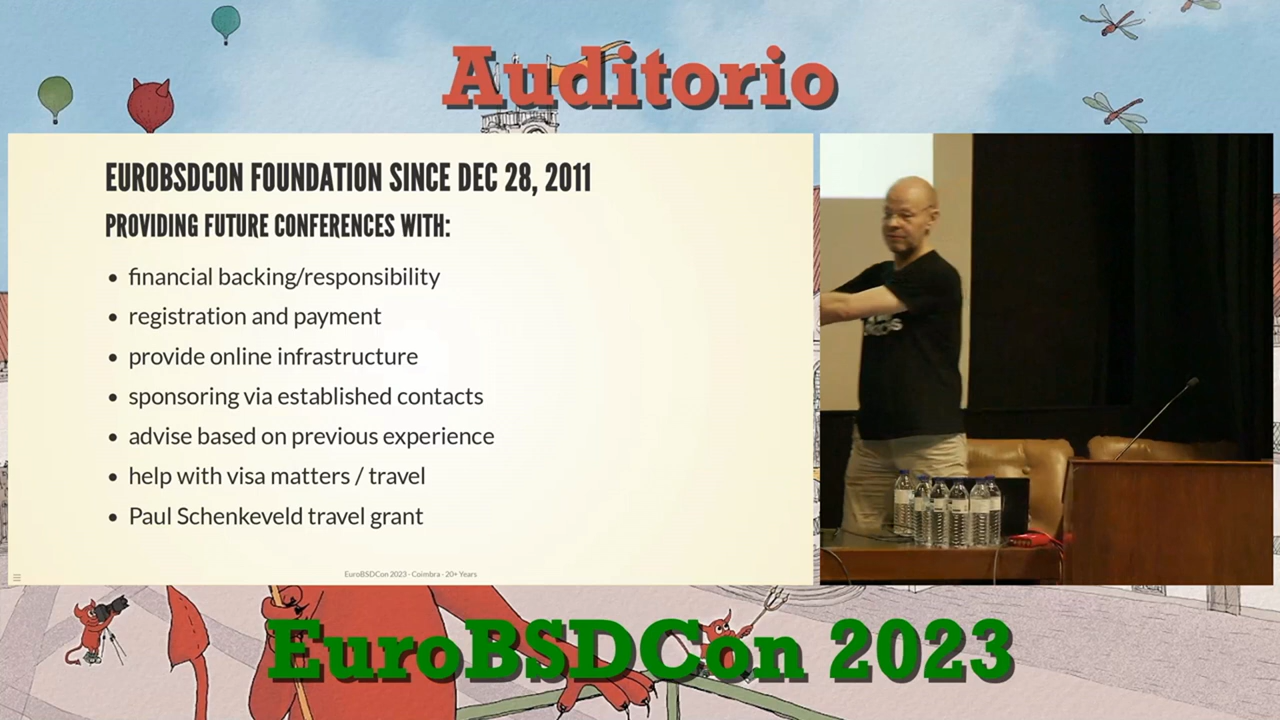 Auditorio
EUROBSDCON FOUNDATION SINCE DEC 28, 2011
PROVIDING FUTURE CONFERENCES WITH:
• financial backing/responsibility
• registration and payment
• provide online infrastructure
• sponsoring via established contacts
• advise based on previous experience
• help with visa matters / travel
• Paul Schenkeveld travel grant
EuroBSDCon 2023 - Coimbra - 20+ Years
EuroBSDCon 2023